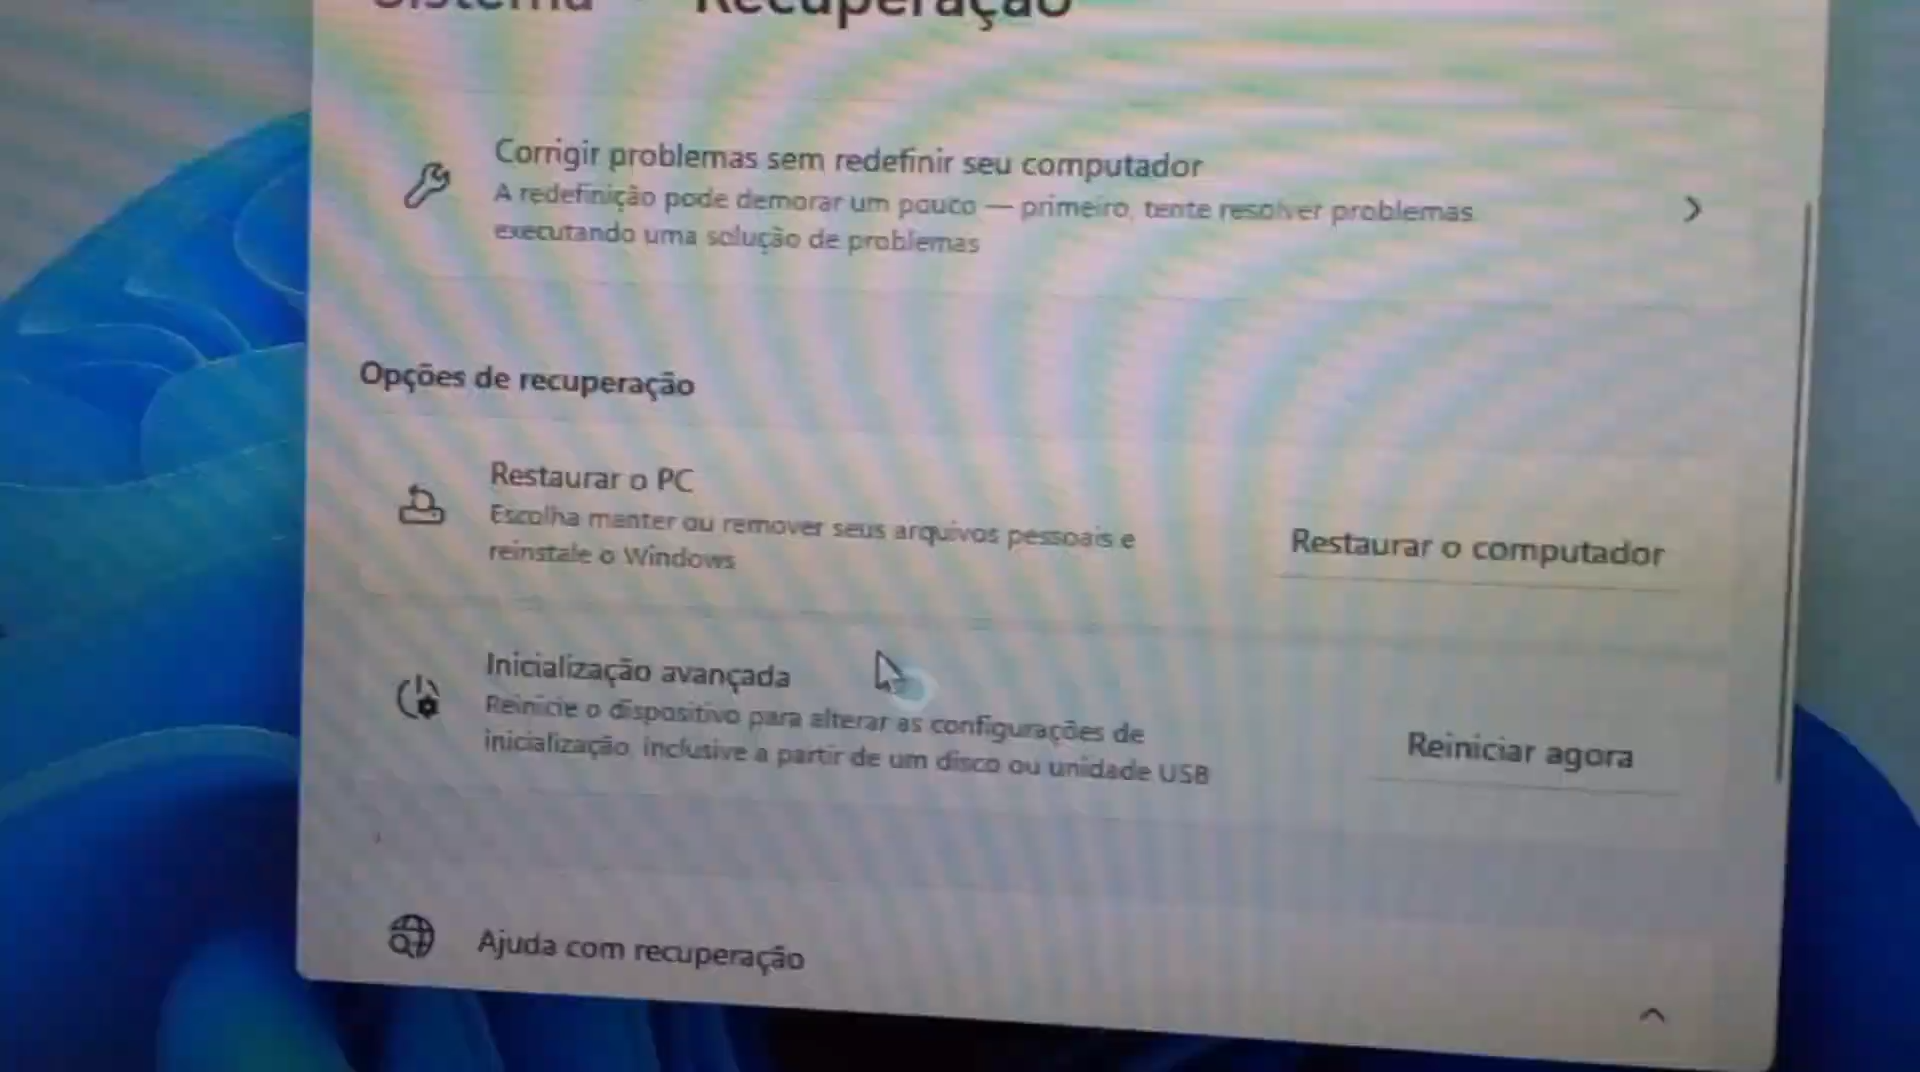 Sistema Recuperação
Corrigir problemas sem redefinir seu computador
A redefinição pode demorar um pouco — primeiro, tente resolver problemas
executando uma solução de problemas
Opções de recuperação
Restaurar o PC
Escolha manter ou remover seus arquivos pessoais e
reinstale o Windows
Restaurar o computador
Inicialização avançada
Reinicie o dispositivo para alterar as configurações de
inicialização, inclusive a partir de um disco ou unidade USB
Reiniciar agora
Ajuda com recuperação